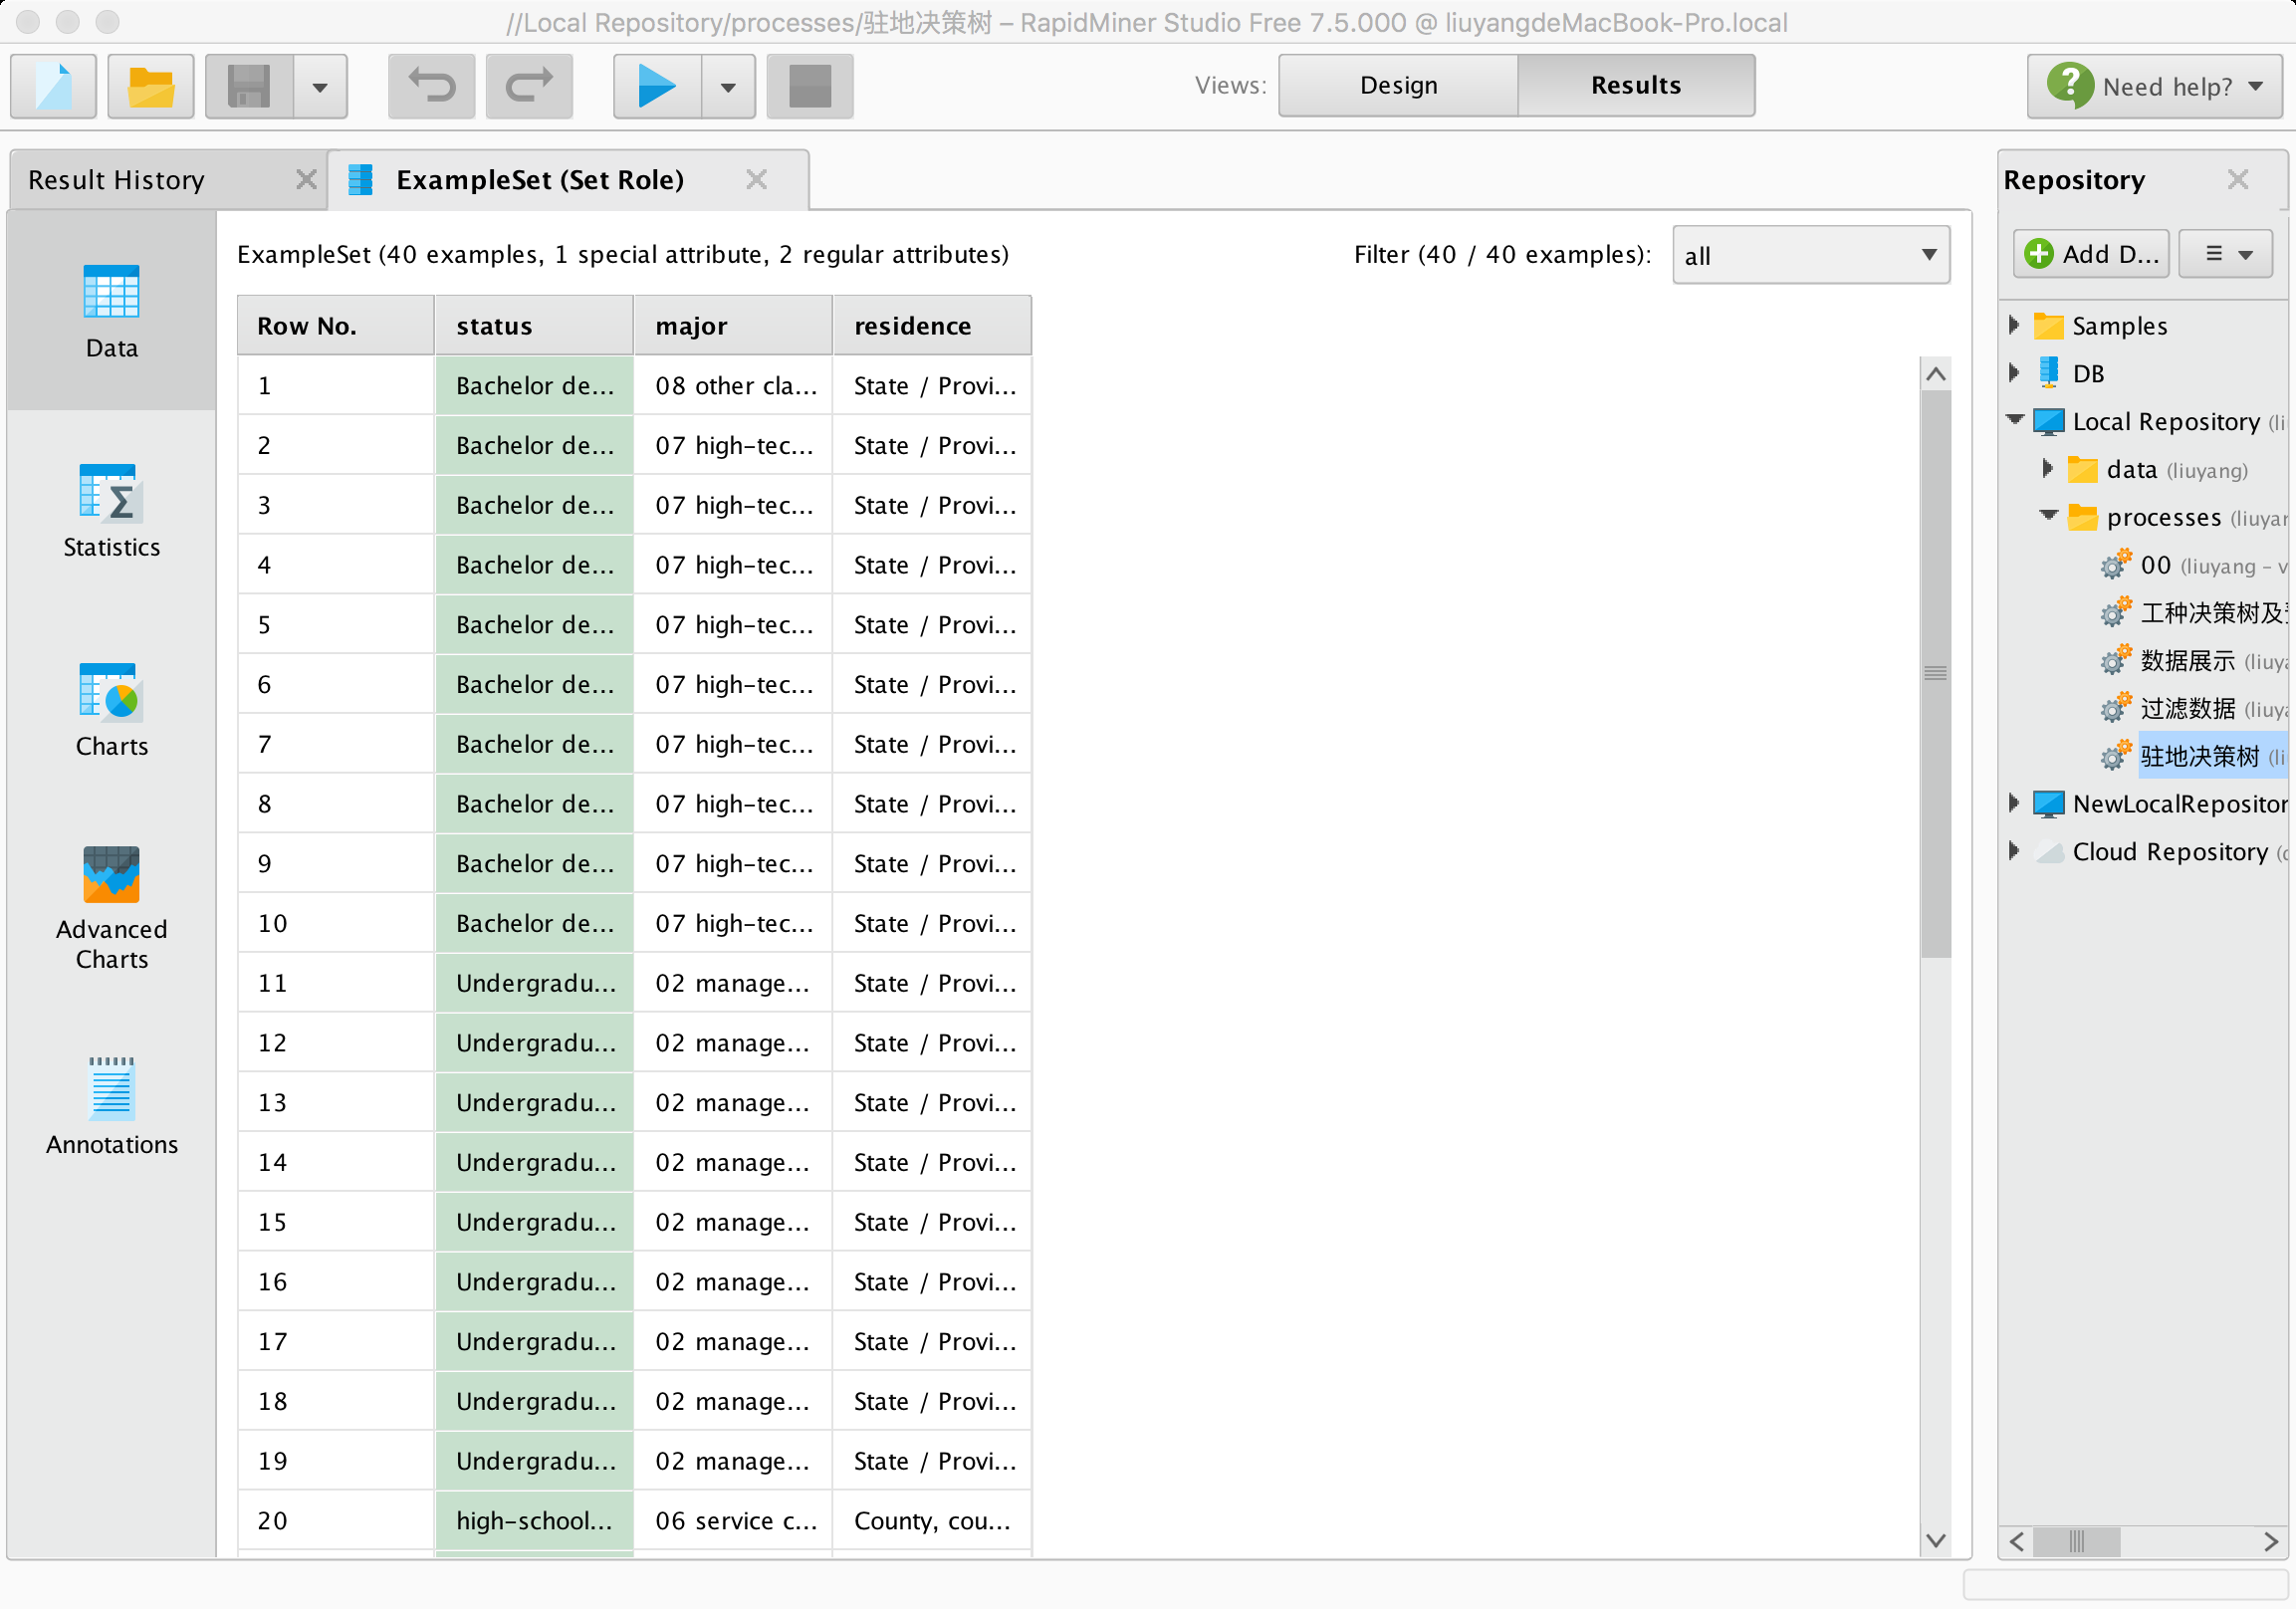 //Local Repository/processes/驻地决策树 – RapidMiner Studio Free 7.5.000 @ liuyangdeMacBook-Pro.local
Views: Design Results Need help?
Result History ExampleSet (Set Role) Repository
ExampleSet (40 examples, 1 special attribute, 2 regular attributes) Filter (40 / 40 examples): all
Add D...
Row No. status major residence
1 Bachelor de... 08 other cla... State / Provi...
2 Bachelor de... 07 high-tec... State / Provi...
3 Bachelor de... 07 high-tec... State / Provi...
4 Bachelor de... 07 high-tec... State / Provi...
5 Bachelor de... 07 high-tec... State / Provi...
6 Bachelor de... 07 high-tec... State / Provi...
7 Bachelor de... 07 high-tec... State / Provi...
8 Bachelor de... 07 high-tec... State / Provi...
9 Bachelor de... 07 high-tec... State / Provi...
10 Bachelor de... 07 high-tec... State / Provi...
11 Undergradu... 02 manage... State / Provi...
12 Undergradu... 02 manage... State / Provi...
13 Undergradu... 02 manage... State / Provi...
14 Undergradu... 02 manage... State / Provi...
15 Undergradu... 02 manage... State / Provi...
16 Undergradu... 02 manage... State / Provi...
17 Undergradu... 02 manage... State / Provi...
18 Undergradu... 02 manage... State / Provi...
19 Undergradu... 02 manage... State / Provi...
20 high-school... 06 service c... County, cou...
Data
Statistics
Charts
Advanced
Charts
Annotations
Samples
DB
Local Repository (li
data (liuyang)
processes (liuyar
00 (liuyang – v
工种决策树及
数据展示 (liuya
过滤数据 (liuya
驻地决策树 (li
NewLocalRepositor
Cloud Repository (c